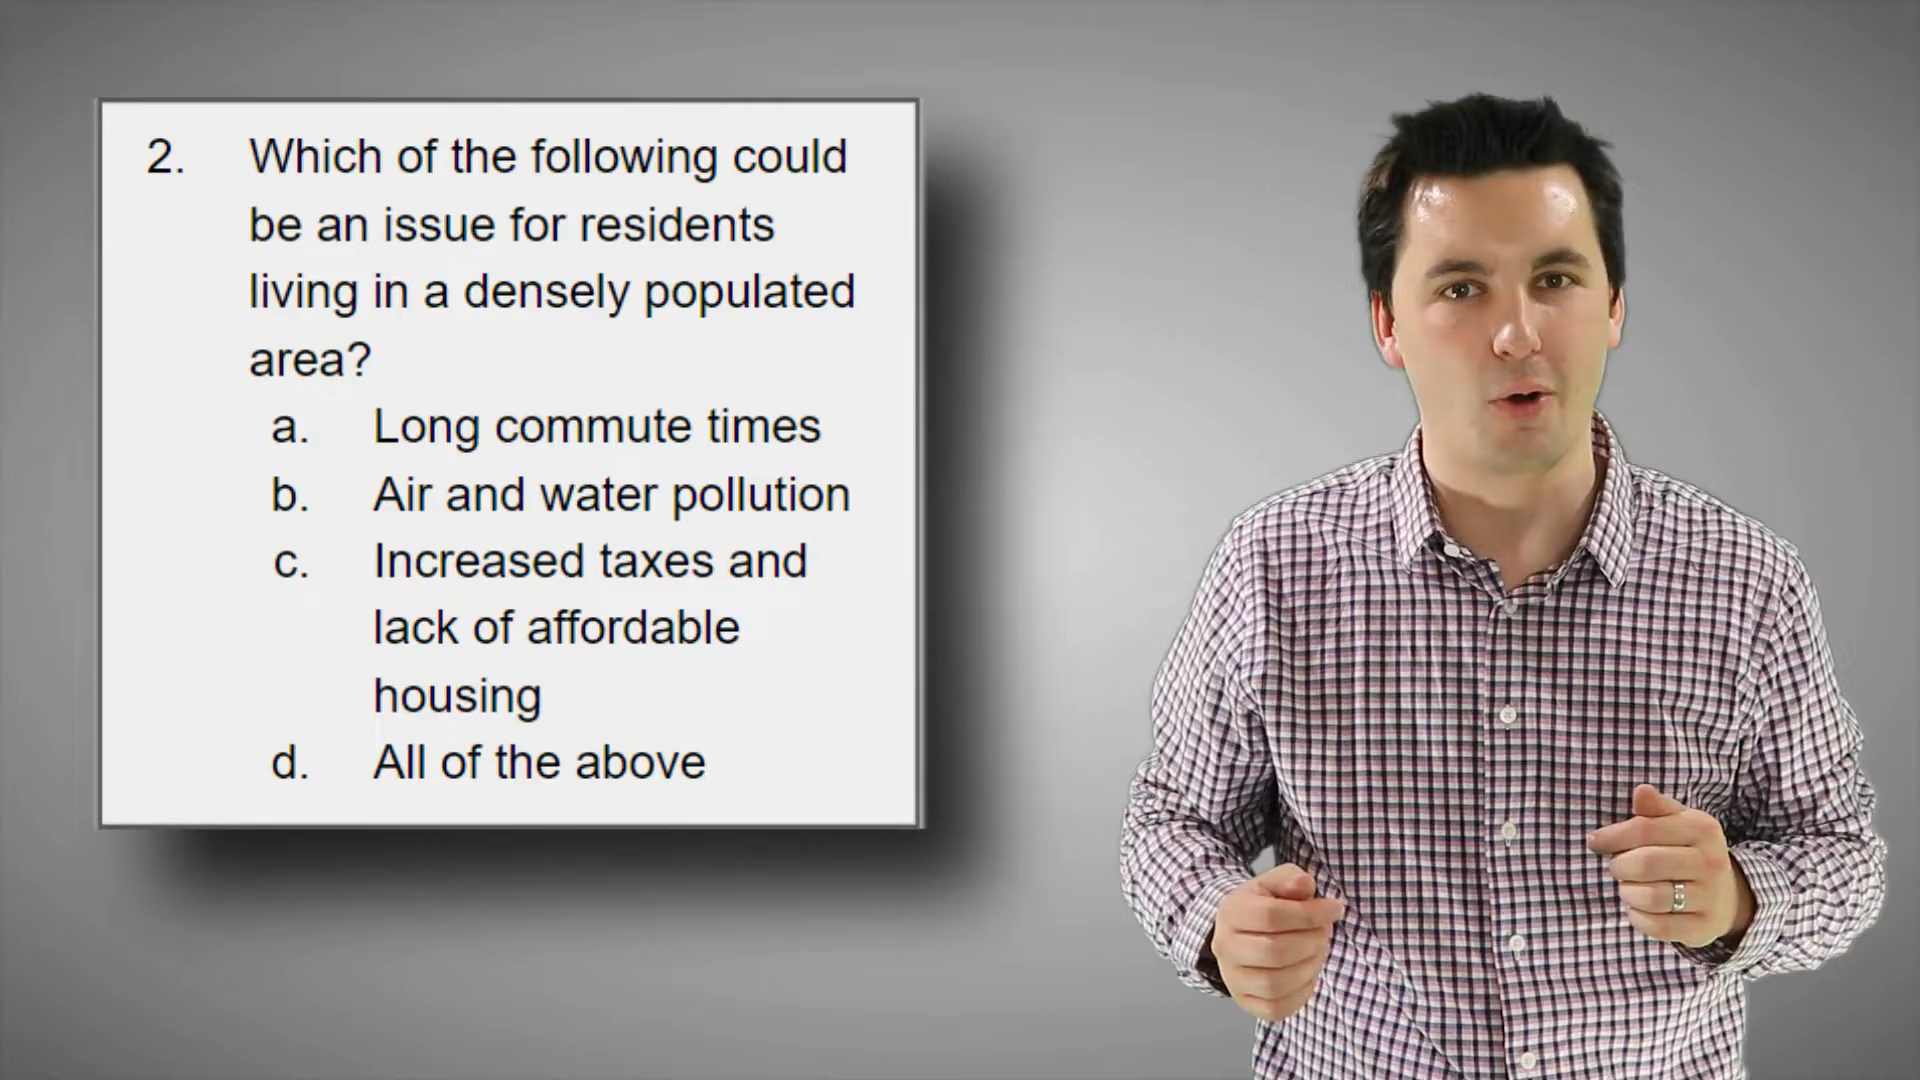 2. Which of the following could
be an issue for residents
living in a densely populated
area?
a. Long commute times
b. Air and water pollution
c. Increased taxes and
lack of affordable
housing
d. All of the above